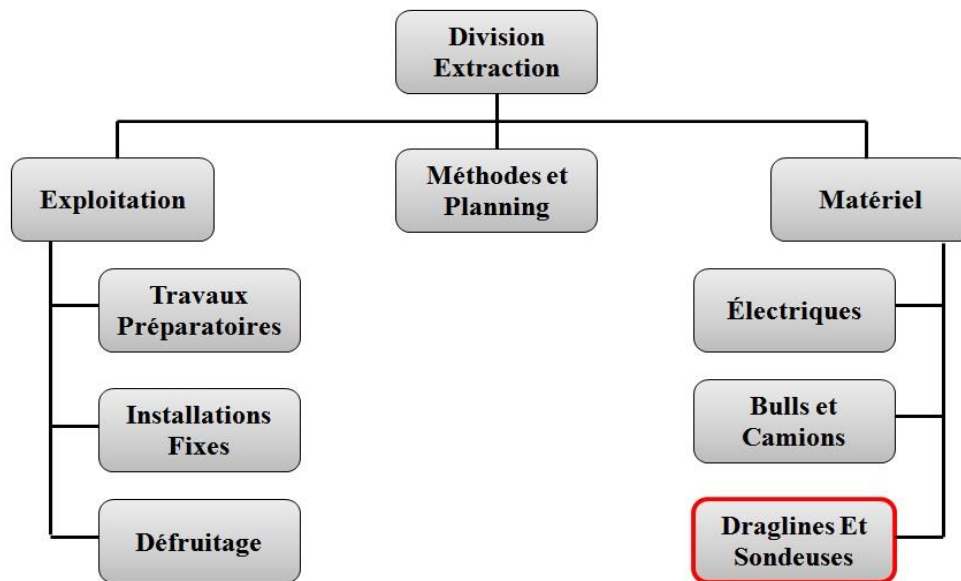 Division
Extraction
Exploitation
Méthodes et
Planning
Matériel
Travaux
Préparatoires
Électriques
Installations
Fixes
Bulls et
Camions
Défruitage
Draglines Et
Sondeuses